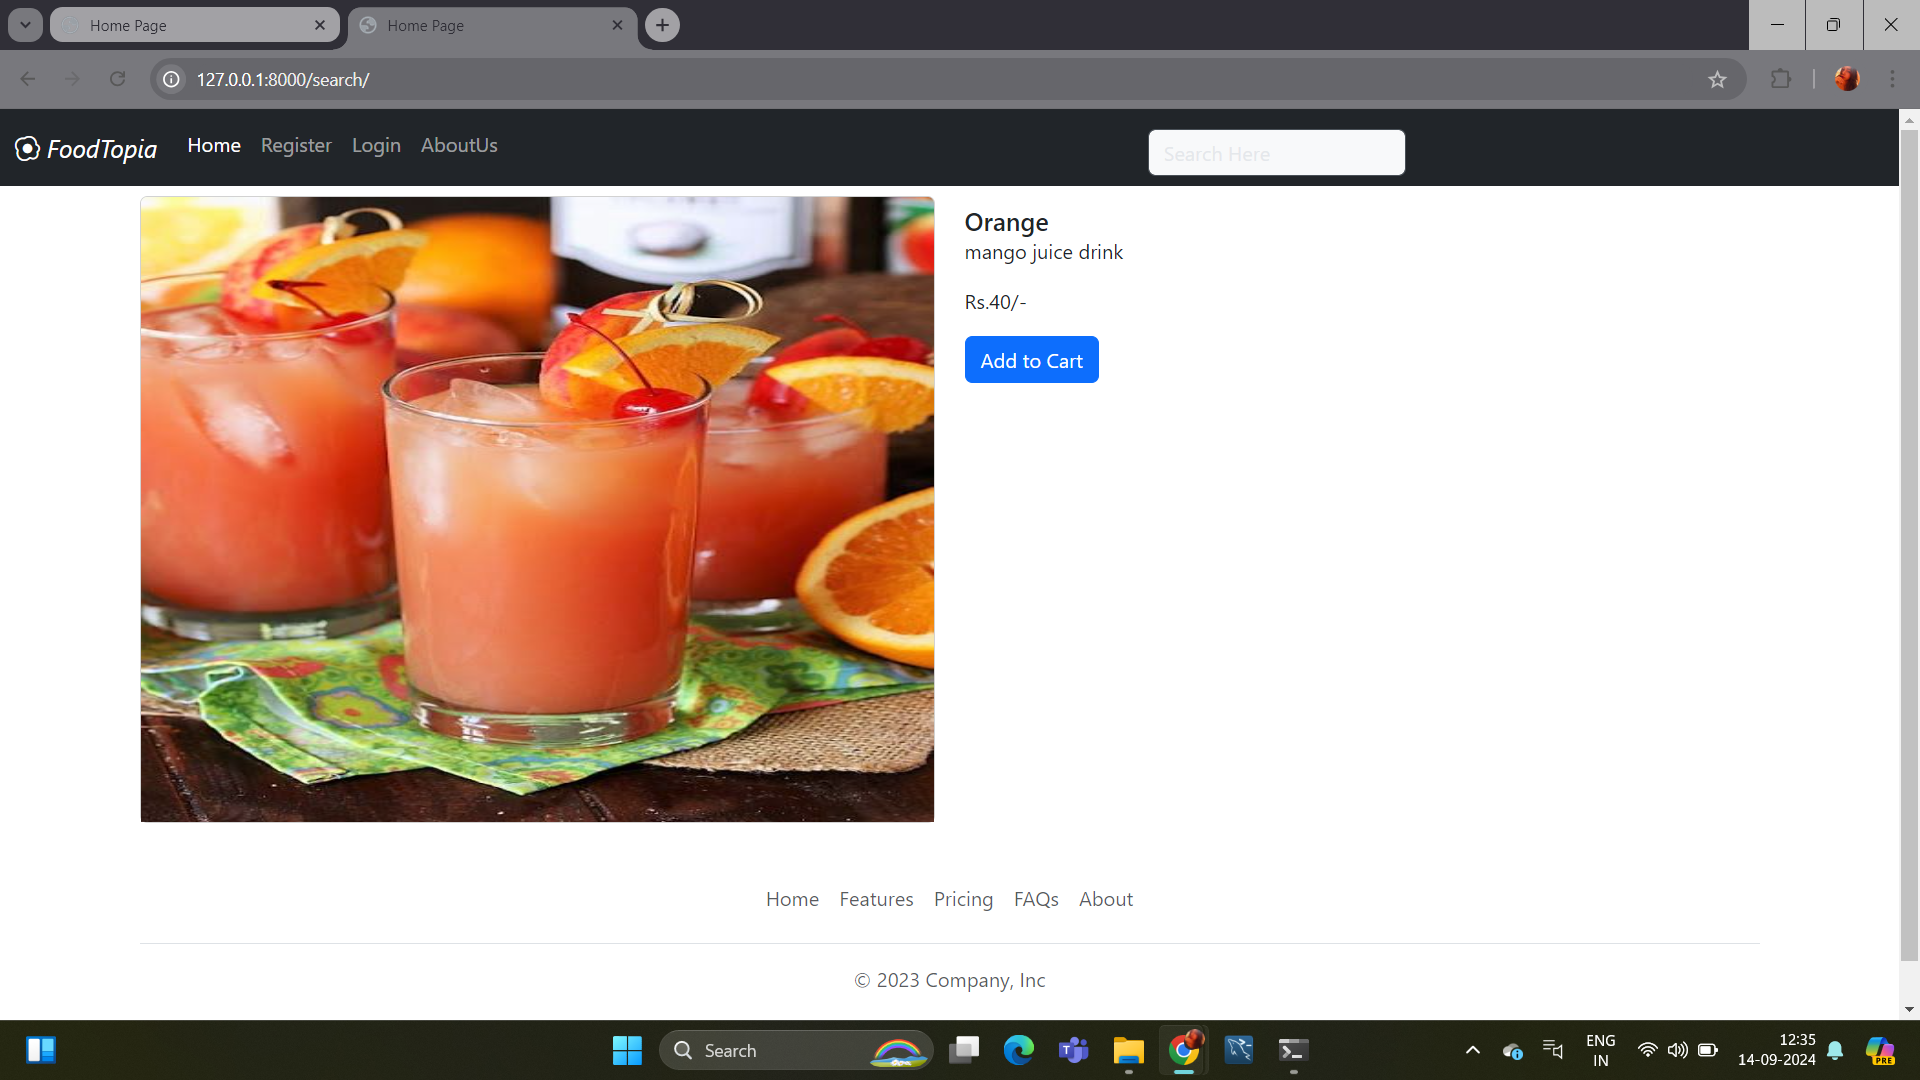 Home Page
Home Page
127.0.0.1:8000/search/
FoodTopia
Home
Register
Login
AboutUs
Search Here
Orange
mango juice drink
Rs.40/-
Add to Cart
Home
Features
Pricing
FAQs
About
© 2023 Company, Inc
Search
ENG
IN
12:35
14-09-2024
PRE